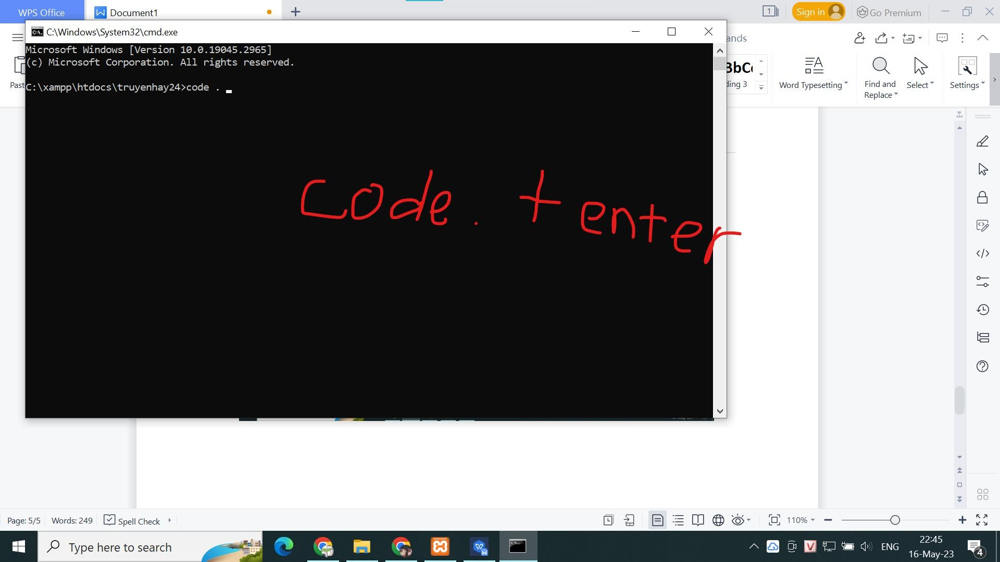 WPS Office
Document1
1
Sign in
Go Premium
C:\Windows\System32\cmd.exe
ands
Microsoft Windows [Version 10.0.19045.2965]
(c) Microsoft Corporation. All rights reserved.
C:\xampp\htdocs\truyenhay24>code .
Past
BbC
ding 3
Word Typesetting
Find and
Replace
Select
Settings
code . + enter
Page: 5/5
Words: 249
Spell Check
110%
Type here to search
ENG
22:45
16-May-23
4